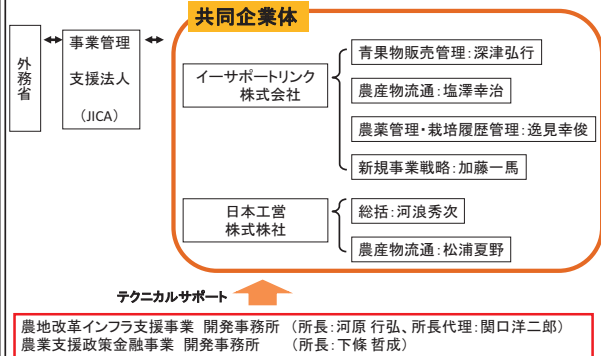 共同企業体
外務省
事業管理
支援法人
(JICA)
イーサポートリンク
株式会社
青果物販売管理:深津弘行
農産物流通:塩澤幸治
農薬管理・栽培履歴管理:逸見幸俊
新規事業戦略:加藤一馬
日本工営
株式株社
総括:河浪秀次
農産物流通:松浦夏野
テクニカルサポート
農地改革インフラ支援事業 開発事務所 (所長:河原 行弘、所長代理:関口洋二郎)
農業支援政策金融事業 開発事務所 (所長:下條 哲成)